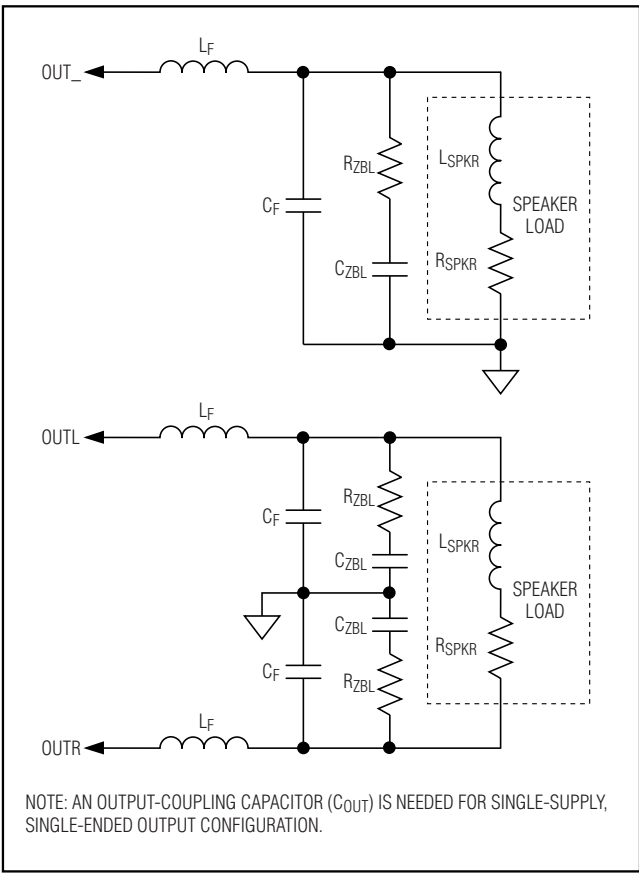 L_F
OUT_
R_ZBL
L_SPKR
SPEAKER
LOAD
C_F
C_ZBL
R_SPKR
L_F
OUTL
R_ZBL
C_F
L_SPKR
C_ZBL
SPEAKER
LOAD
C_ZBL
R_SPKR
C_F
R_ZBL
L_F
OUTR
NOTE: AN OUTPUT-COUPLING CAPACITOR (C_OUT) IS NEEDED FOR SINGLE-SUPPLY,
SINGLE-ENDED OUTPUT CONFIGURATION.